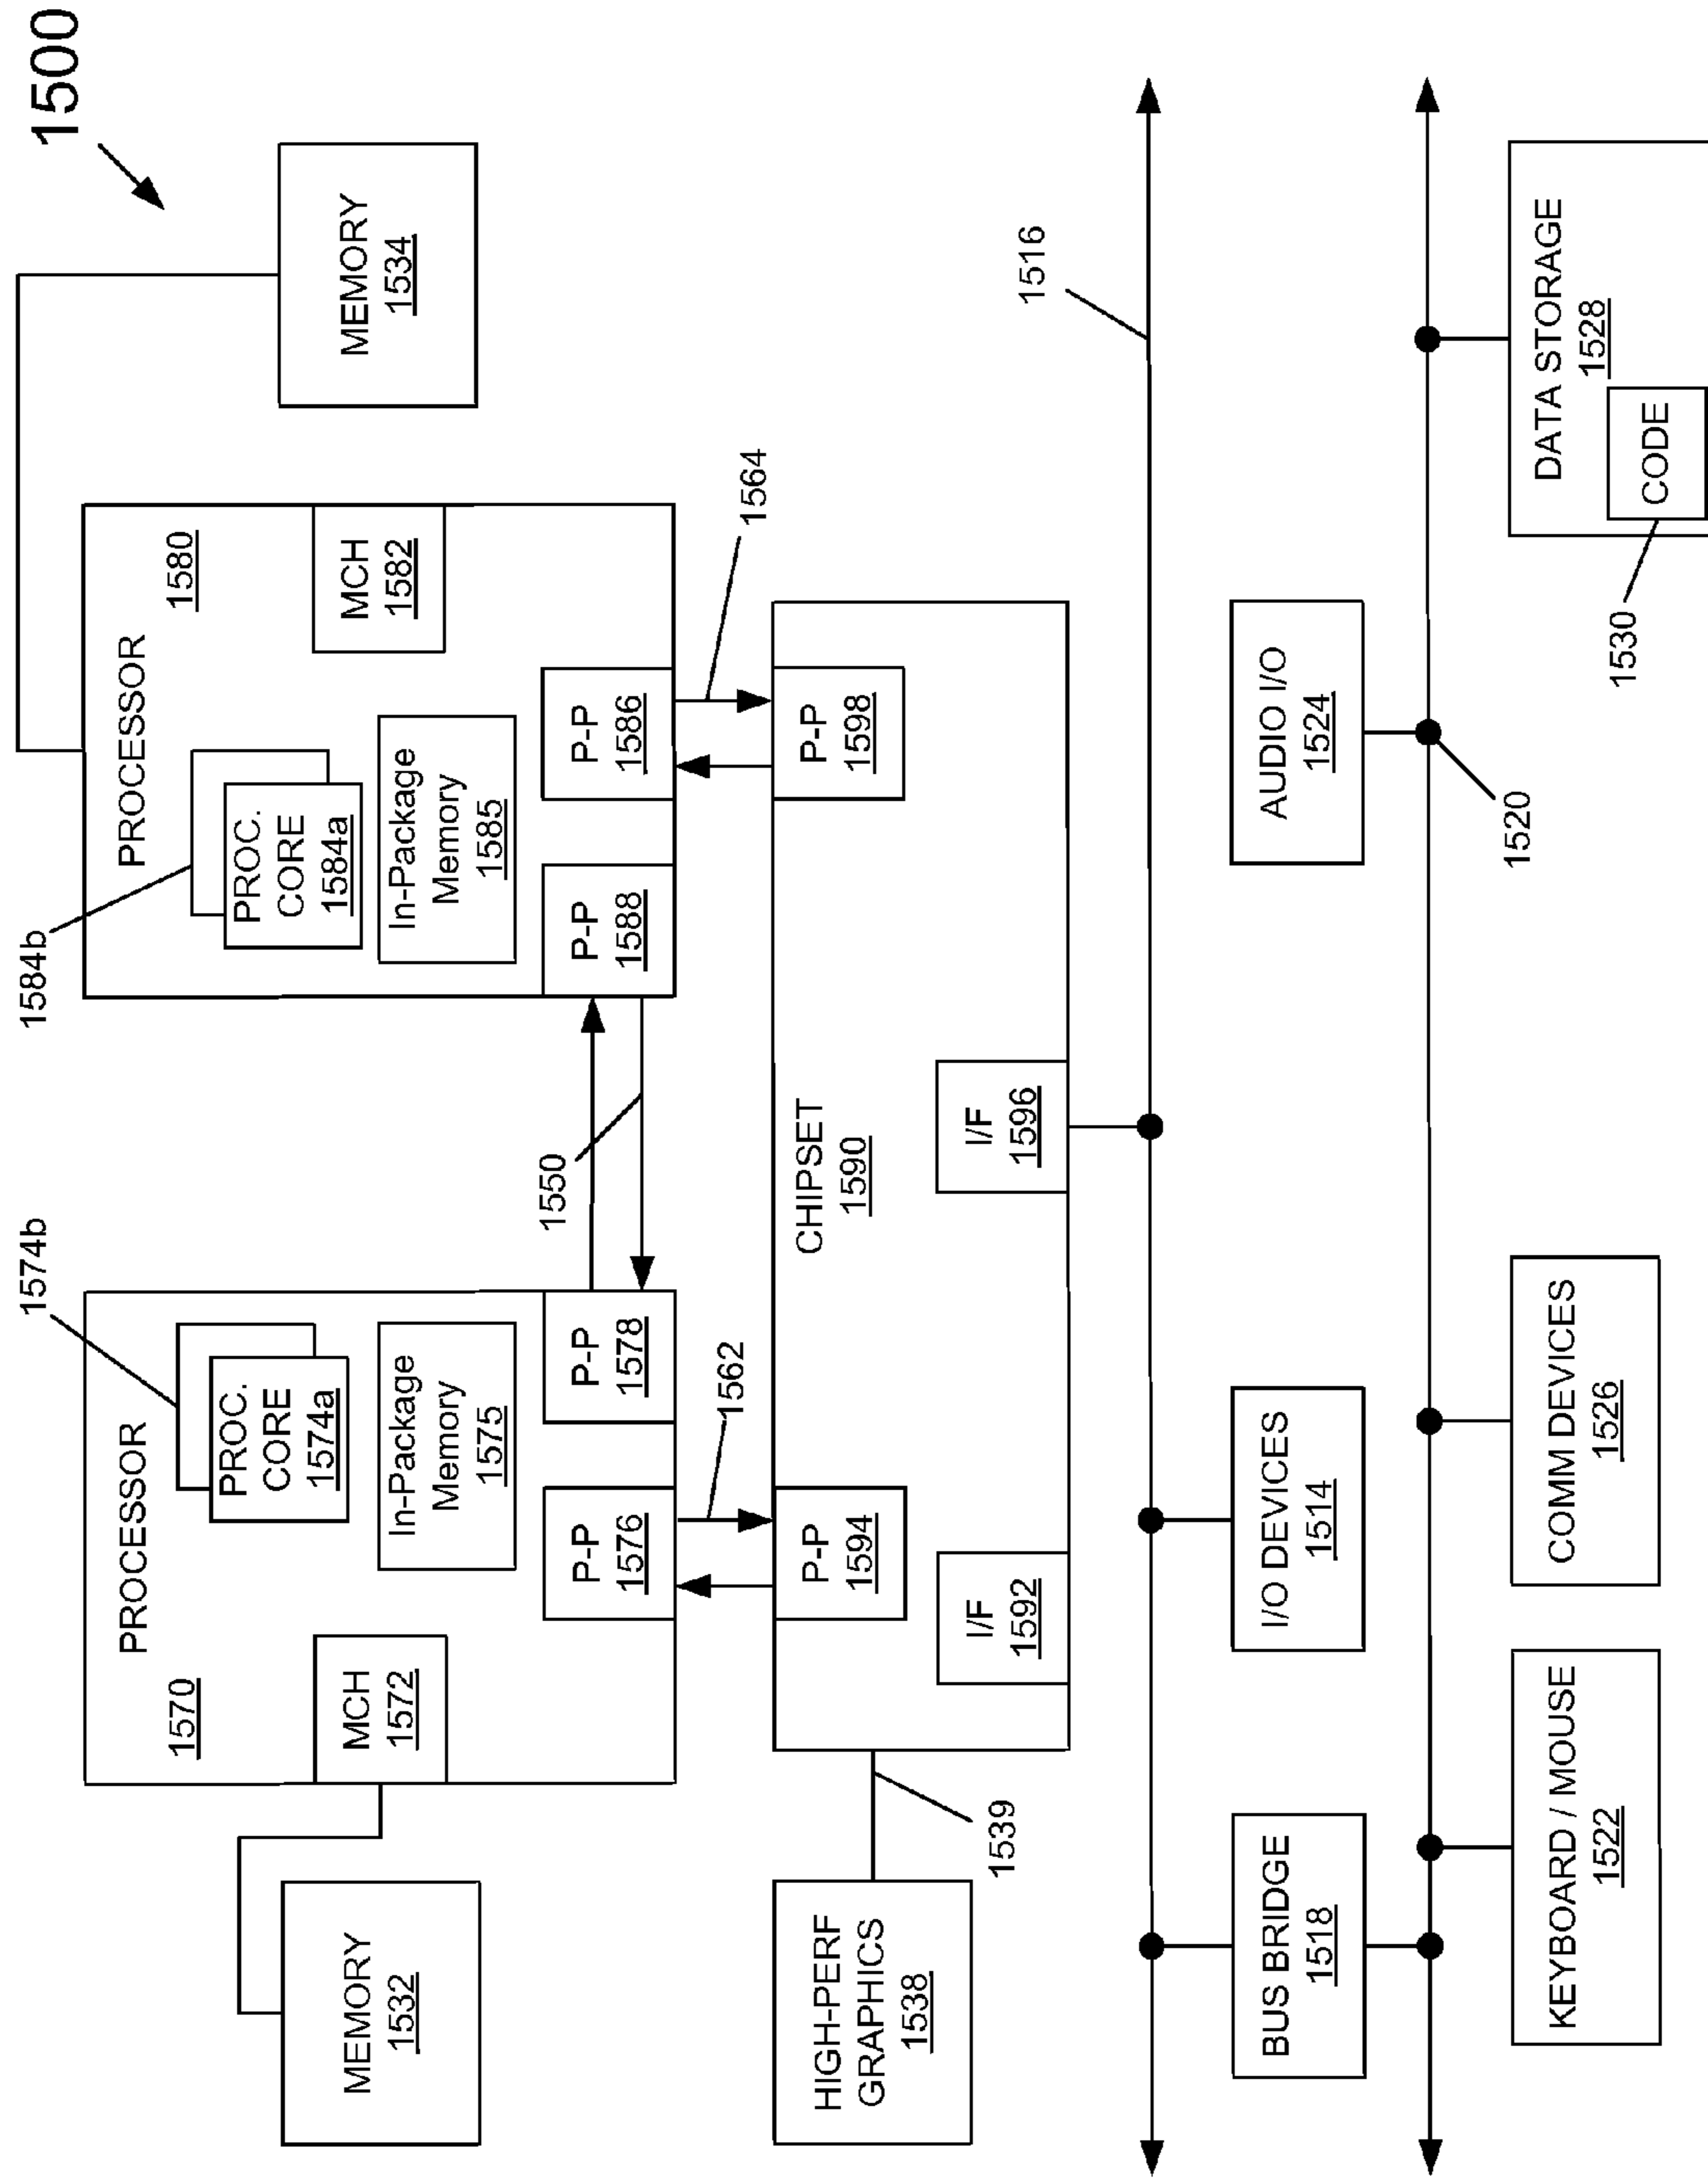 1500
MEMORY
1532
PROCESSOR
1570
MCH
1572
PROC.
CORE
1574a
1574b
In-Package
Memory
1575
P-P
1576
P-P
1578
1550
PROCESSOR
1580
1584b
PROC.
CORE
1584a
In-Package
Memory
1585
MCH
1582
P-P
1588
P-P
1586
MEMORY
1534
1562
1564
HIGH-PERF
GRAPHICS
1538
1539
CHIPSET
1590
P-P
1594
P-P
1598
I/F
1592
I/F
1596
1516
BUS BRIDGE
1518
I/O DEVICES
1514
AUDIO I/O
1524
1520
KEYBOARD / MOUSE
1522
COMM DEVICES
1526
DATA STORAGE
1528
CODE
1530